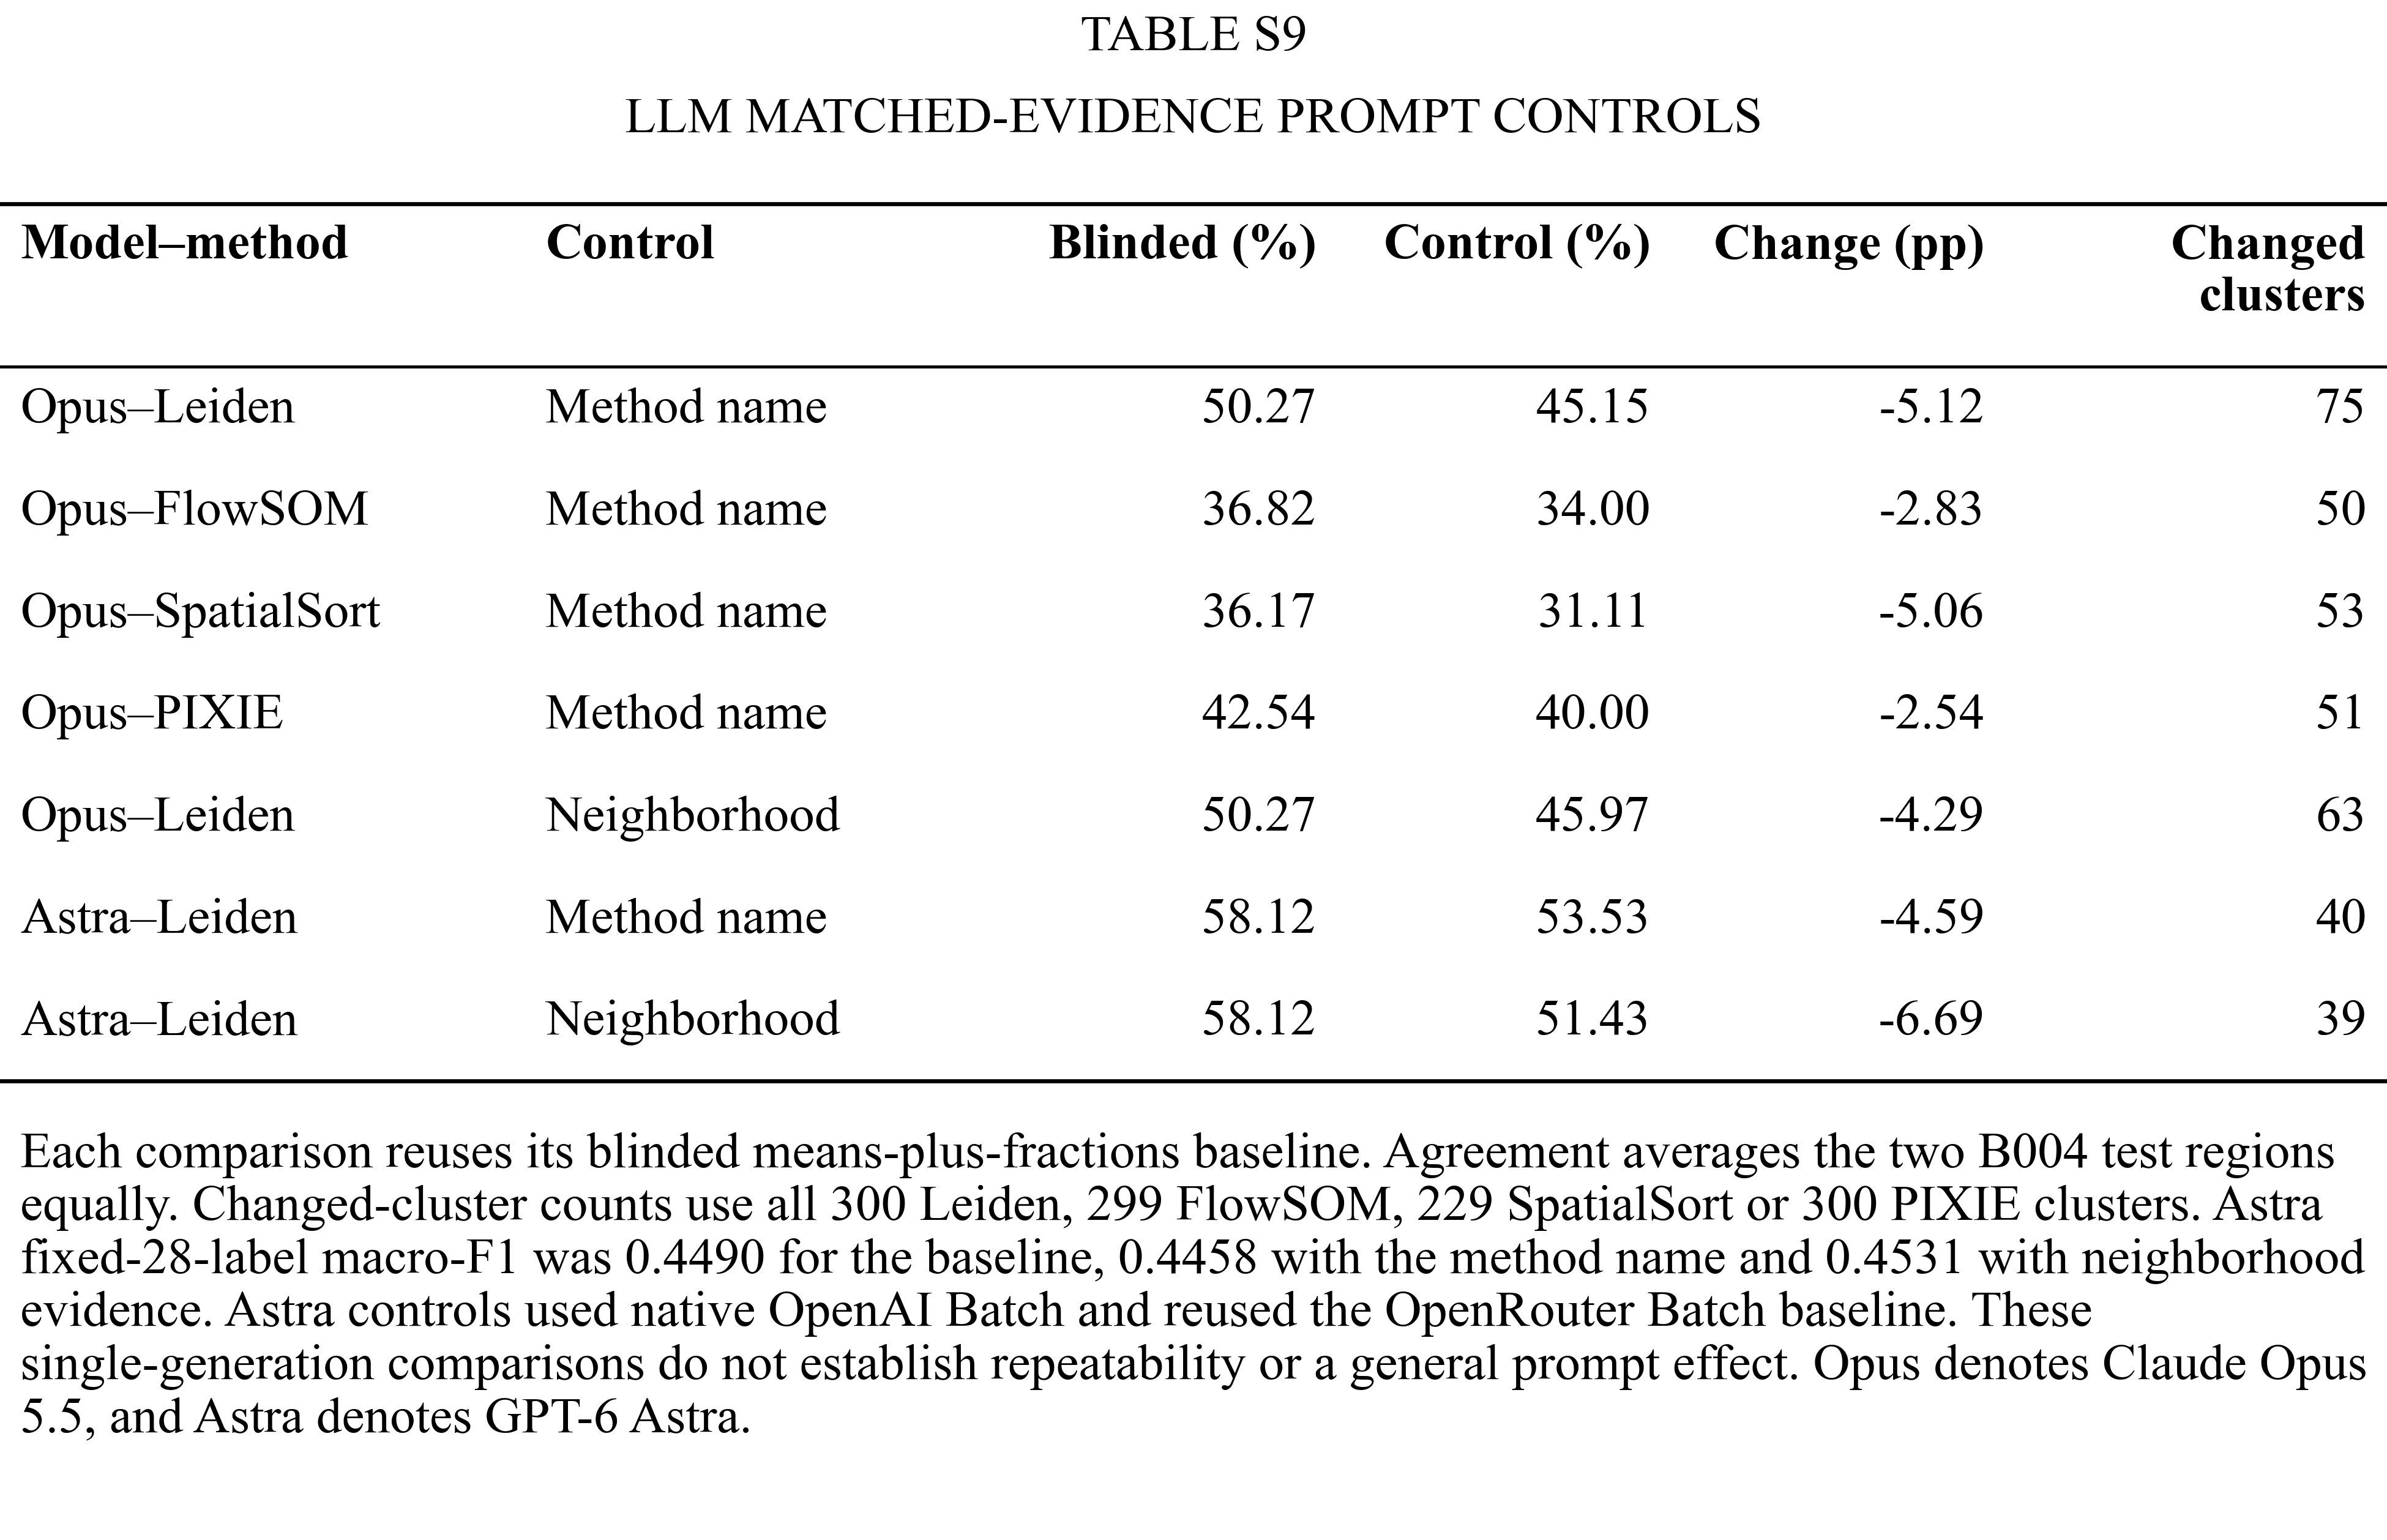 TABLE S9
LLM MATCHED-EVIDENCE PROMPT CONTROLS
Model–method Control Blinded (%) Control (%) Change (pp) Changed clusters
Opus–Leiden Method name 50.27 45.15 -5.12 75
Opus–FlowSOM Method name 36.82 34.00 -2.83 50
Opus–SpatialSort Method name 36.17 31.11 -5.06 53
Opus–PIXIE Method name 42.54 40.00 -2.54 51
Opus–Leiden Neighborhood 50.27 45.97 -4.29 63
Astra–Leiden Method name 58.12 53.53 -4.59 40
Astra–Leiden Neighborhood 58.12 51.43 -6.69 39
Each comparison reuses its blinded means-plus-fractions baseline. Agreement averages the two B004 test regions
equally. Changed-cluster counts use all 300 Leiden, 299 FlowSOM, 229 SpatialSort or 300 PIXIE clusters. Astra
fixed-28-label macro-F1 was 0.4490 for the baseline, 0.4458 with the method name and 0.4531 with neighborhood
evidence. Astra controls used native OpenAI Batch and reused the OpenRouter Batch baseline. These
single-generation comparisons do not establish repeatability or a general prompt effect. Opus denotes Claude Opus
5.5, and Astra denotes GPT-6 Astra.